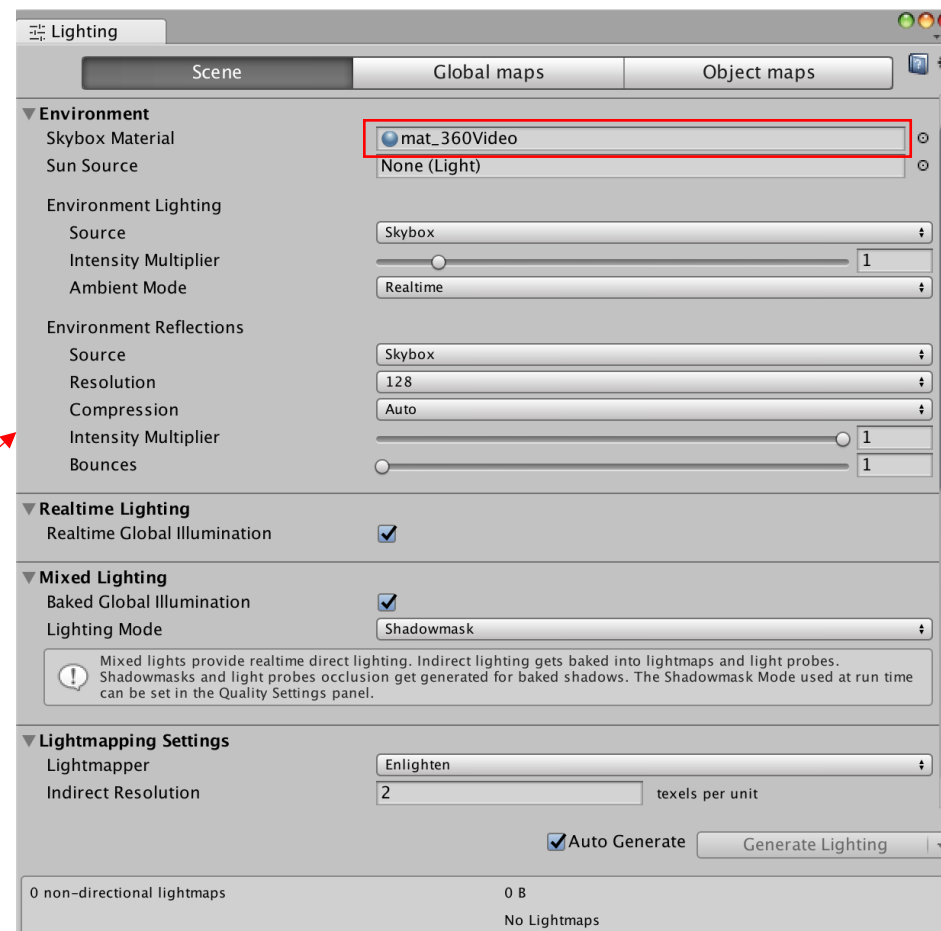 Lighting
Scene Global maps Object maps
Environment
Skybox Material mat_360Video
Sun Source None (Light)
Environment Lighting
Source Skybox
Intensity Multiplier 1
Ambient Mode Realtime
Environment Reflections
Source Skybox
Resolution 128
Compression Auto
Intensity Multiplier 1
Bounces 1
Realtime Lighting
Realtime Global Illumination
Mixed Lighting
Baked Global Illumination
Lighting Mode Shadowmask
Mixed lights provide realtime direct lighting. Indirect lighting gets baked into lightmaps and light probes.
Shadowmasks and light probes occlusion get generated for baked shadows. The Shadowmask Mode used at run time
can be set in the Quality Settings panel.
Lightmapping Settings
Lightmapper Enlighten
Indirect Resolution 2 texels per unit
Auto Generate Generate Lighting
0 non-directional lightmaps 0 B
No Lightmaps